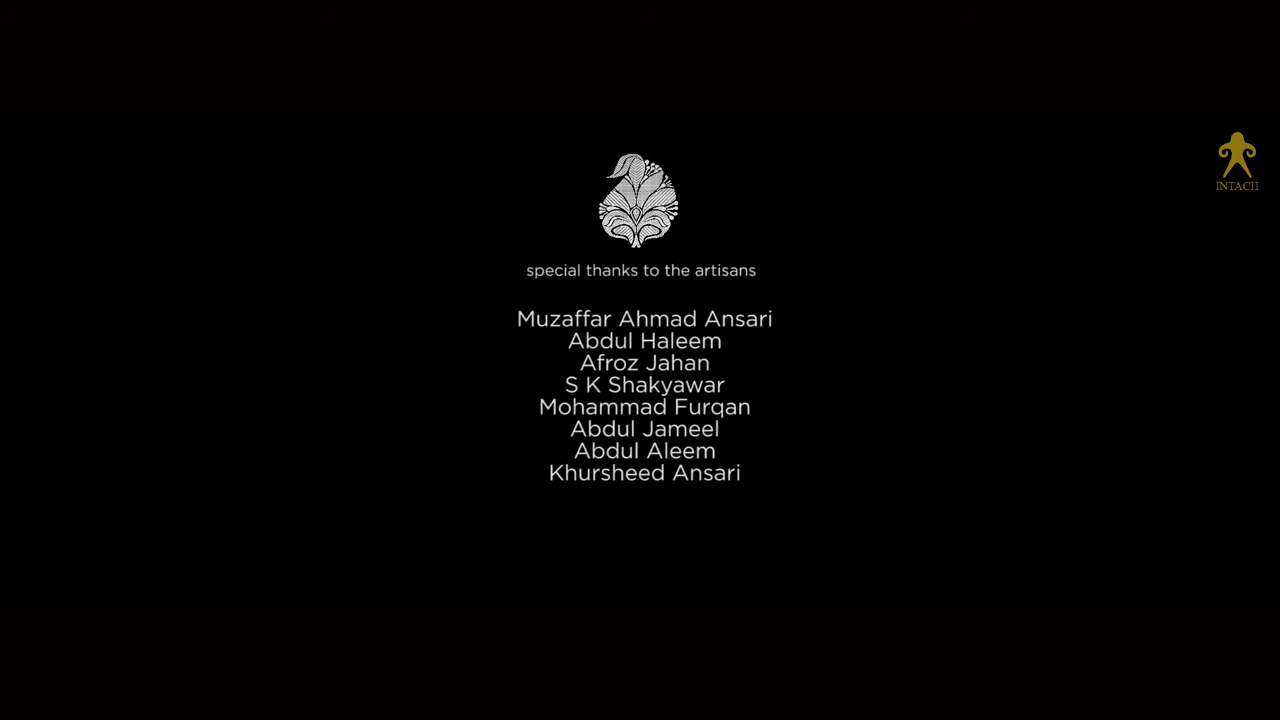 INTACH
special thanks to the artisans
Muzaffar Ahmad Ansari
Abdul Haleem
Afroz Jahan
S K Shakyawar
Mohammad Furqan
Abdul Jameel
Abdul Aleem
Khursheed Ansari